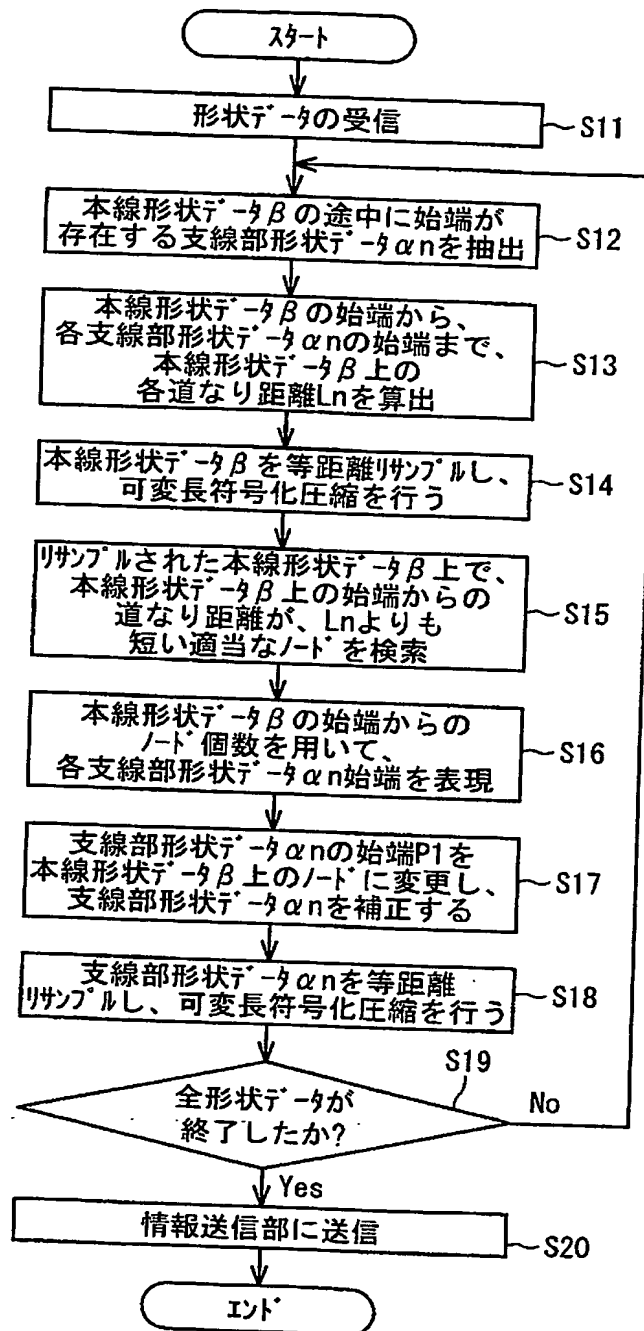 スタート
形状データの受信
S11
本線形状データβの途中に始端が
存在する支線部形状データαnを抽出
S12
本線形状データβの始端から、
各支線部形状データαnの始端まで、
本線形状データβ上の
各道なり距離Lnを算出
S13
本線形状データβを等距離リサンプルし、
可変長符号化圧縮を行う
S14
リサンプルされた本線形状データβ上で、
本線形状データβ上の始端からの
道なり距離が、Lnよりも
短い適当なノードを検索
S15
本線形状データβの始端からの
ノード個数を用いて、
各支線部形状データαn始端を表現
S16
支線部形状データαnの始端P1を
本線形状データβ上のノードに変更し、
支線部形状データαnを補正する
S17
支線部形状データαnを等距離
リサンプルし、可変長符号化圧縮を行う
S18
S19
全形状データが
終了したか?
No
Yes
情報送信部に送信
S20
エンド